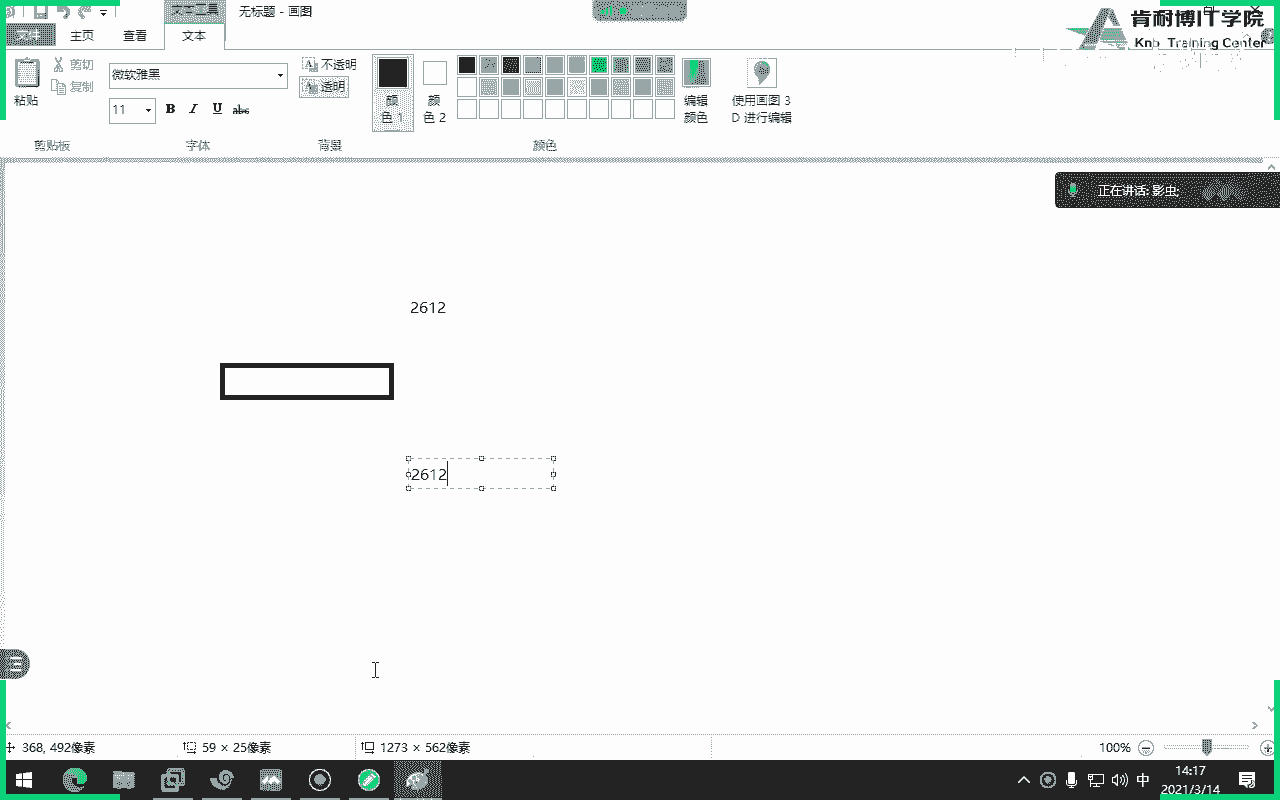 文本工具
无标题 - 画图
肯耐博IT学院
文件
主页
查看
文本
Training Center
剪切
微软雅黑
不透明
粘贴
复制
透明
颜
色 1
颜
色 2
编辑
颜色
使用画图 3
D 进行编辑
11
B
I
U
abc
剪贴板
字体
背景
颜色
正在讲话: 影虫;
2612
2612
368, 492像素
59 × 25像素
1273 × 562像素
100%
中
14:17
2021/3/14